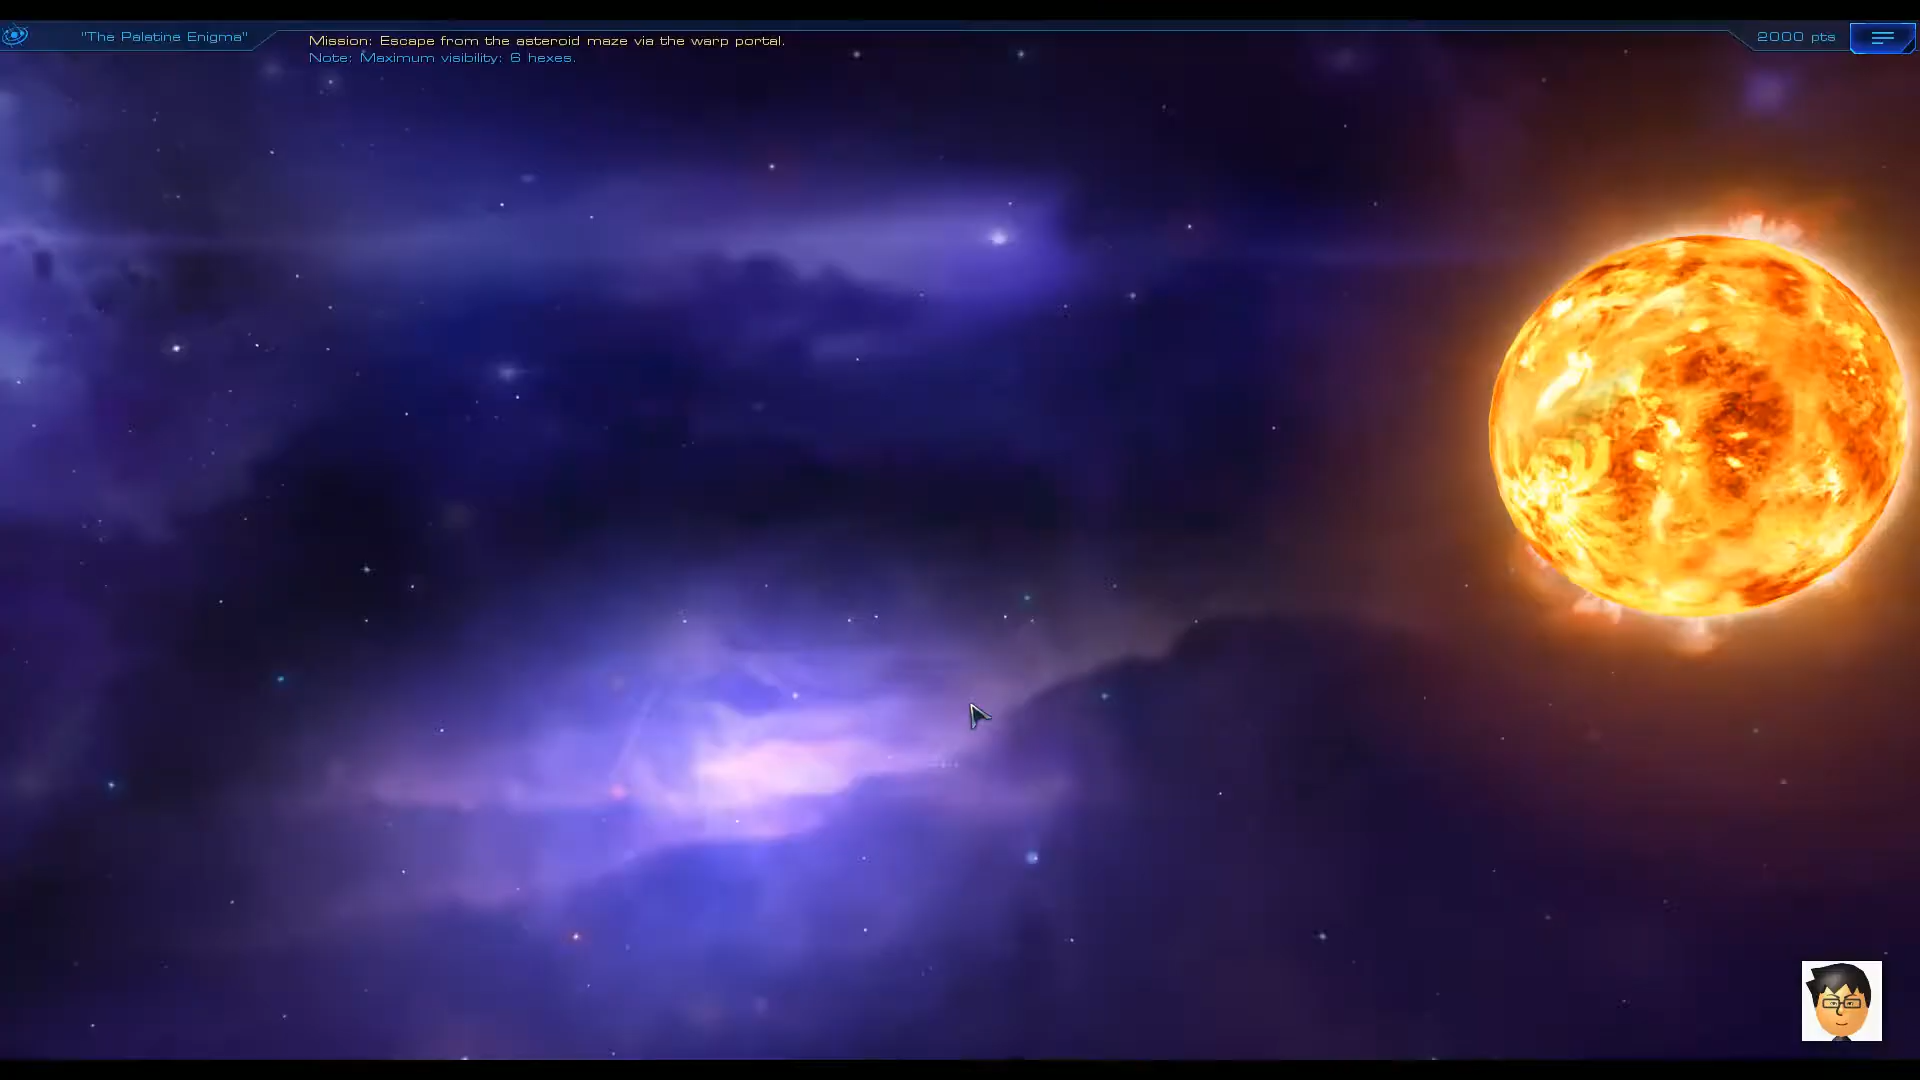 "The Palatine Enigma"
Mission: Escape from the asteroid maze via the warp portal.
Note: Maximum visibility: 6 hexes.
2000 pts